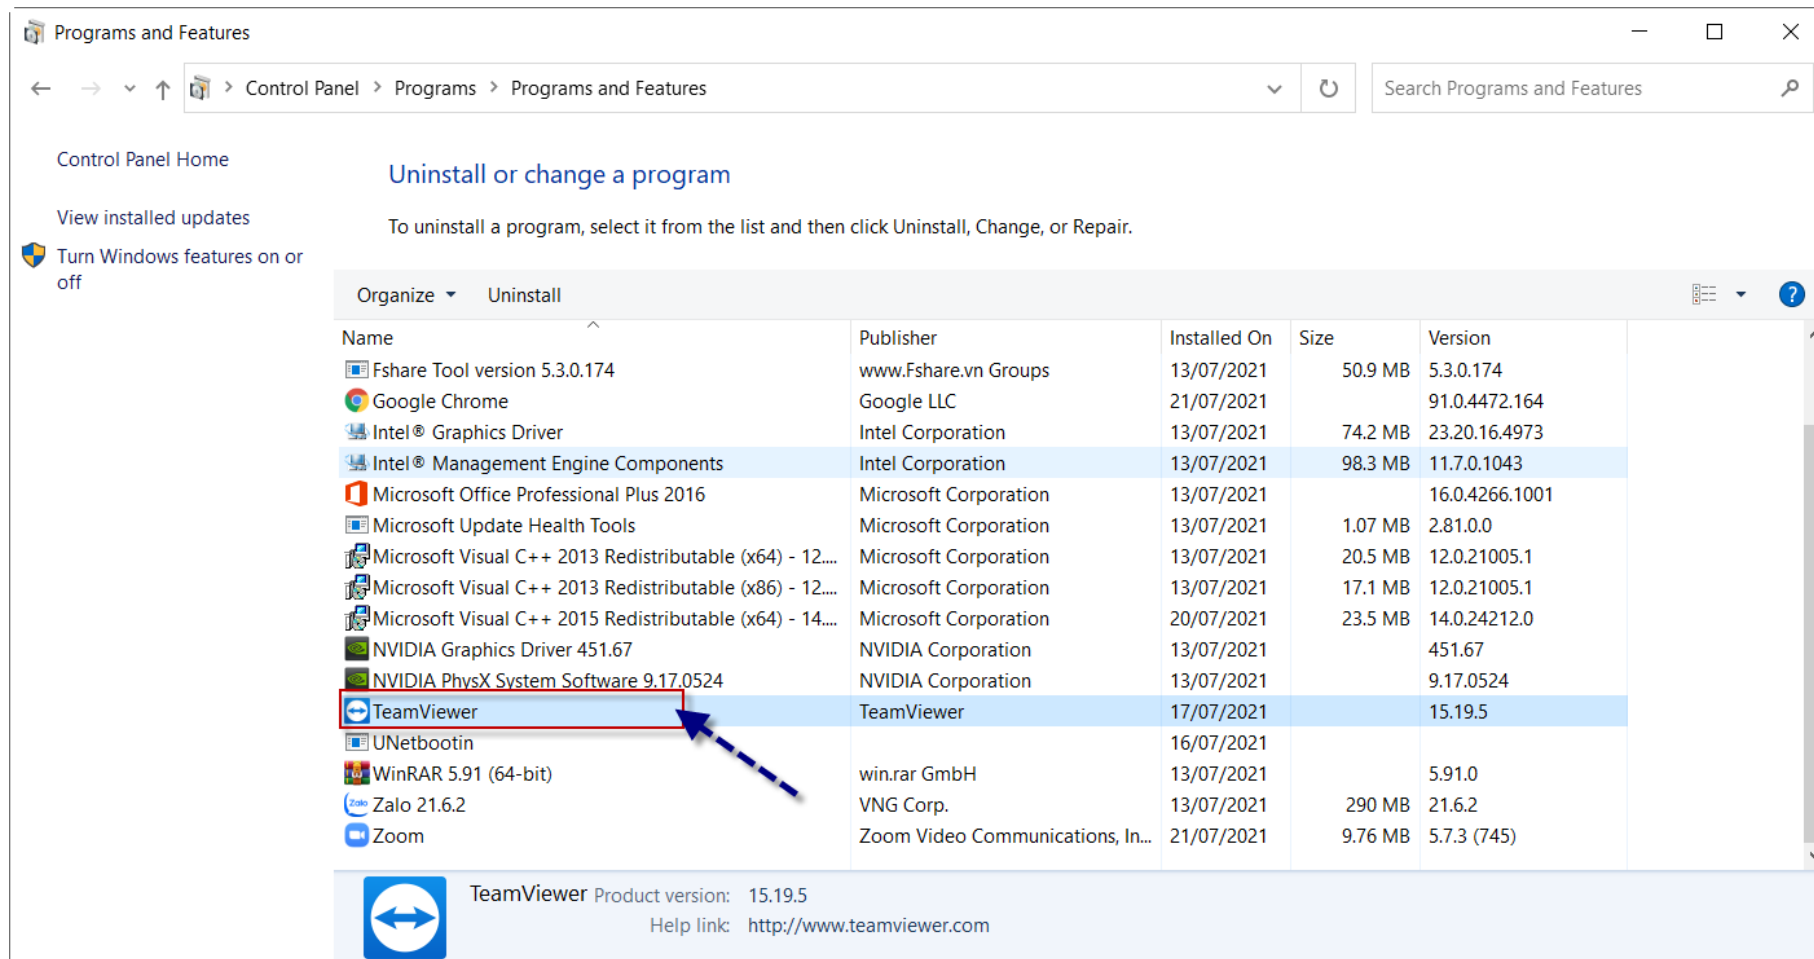 Programs and Features
Control Panel > Programs > Programs and Features
Search Programs and Features
Control Panel Home
View installed updates
Turn Windows features on or
off
Uninstall or change a program
To uninstall a program, select it from the list and then click Uninstall, Change, or Repair.
Organize Uninstall
?
Name Publisher Installed On Size Version
Fshare Tool version 5.3.0.174 www.Fshare.vn Groups 13/07/2021 50.9 MB 5.3.0.174
Google Chrome Google LLC 21/07/2021 91.0.4472.164
Intel® Graphics Driver Intel Corporation 13/07/2021 74.2 MB 23.20.16.4973
Intel® Management Engine Components Intel Corporation 13/07/2021 98.3 MB 11.7.0.1043
Microsoft Office Professional Plus 2016 Microsoft Corporation 13/07/2021 16.0.4266.1001
Microsoft Update Health Tools Microsoft Corporation 13/07/2021 1.07 MB 2.81.0.0
Microsoft Visual C++ 2013 Redistributable (x64) - 12.... Microsoft Corporation 13/07/2021 20.5 MB 12.0.21005.1
Microsoft Visual C++ 2013 Redistributable (x86) - 12.... Microsoft Corporation 13/07/2021 17.1 MB 12.0.21005.1
Microsoft Visual C++ 2015 Redistributable (x64) - 14.... Microsoft Corporation 20/07/2021 23.5 MB 14.0.24212.0
NVIDIA Graphics Driver 451.67 NVIDIA Corporation 13/07/2021 451.67
NVIDIA PhysX System Software 9.17.0524 NVIDIA Corporation 13/07/2021 9.17.0524
TeamViewer TeamViewer 17/07/2021 15.19.5
UNetbootin 16/07/2021
WinRAR 5.91 (64-bit) win.rar GmbH 13/07/2021 5.91.0
Zalo Zalo 21.6.2 VNG Corp. 13/07/2021 290 MB 21.6.2
Zoom Zoom Video Communications, In... 21/07/2021 9.76 MB 5.7.3 (745)
TeamViewer Product version: 15.19.5
Help link: http://www.teamviewer.com